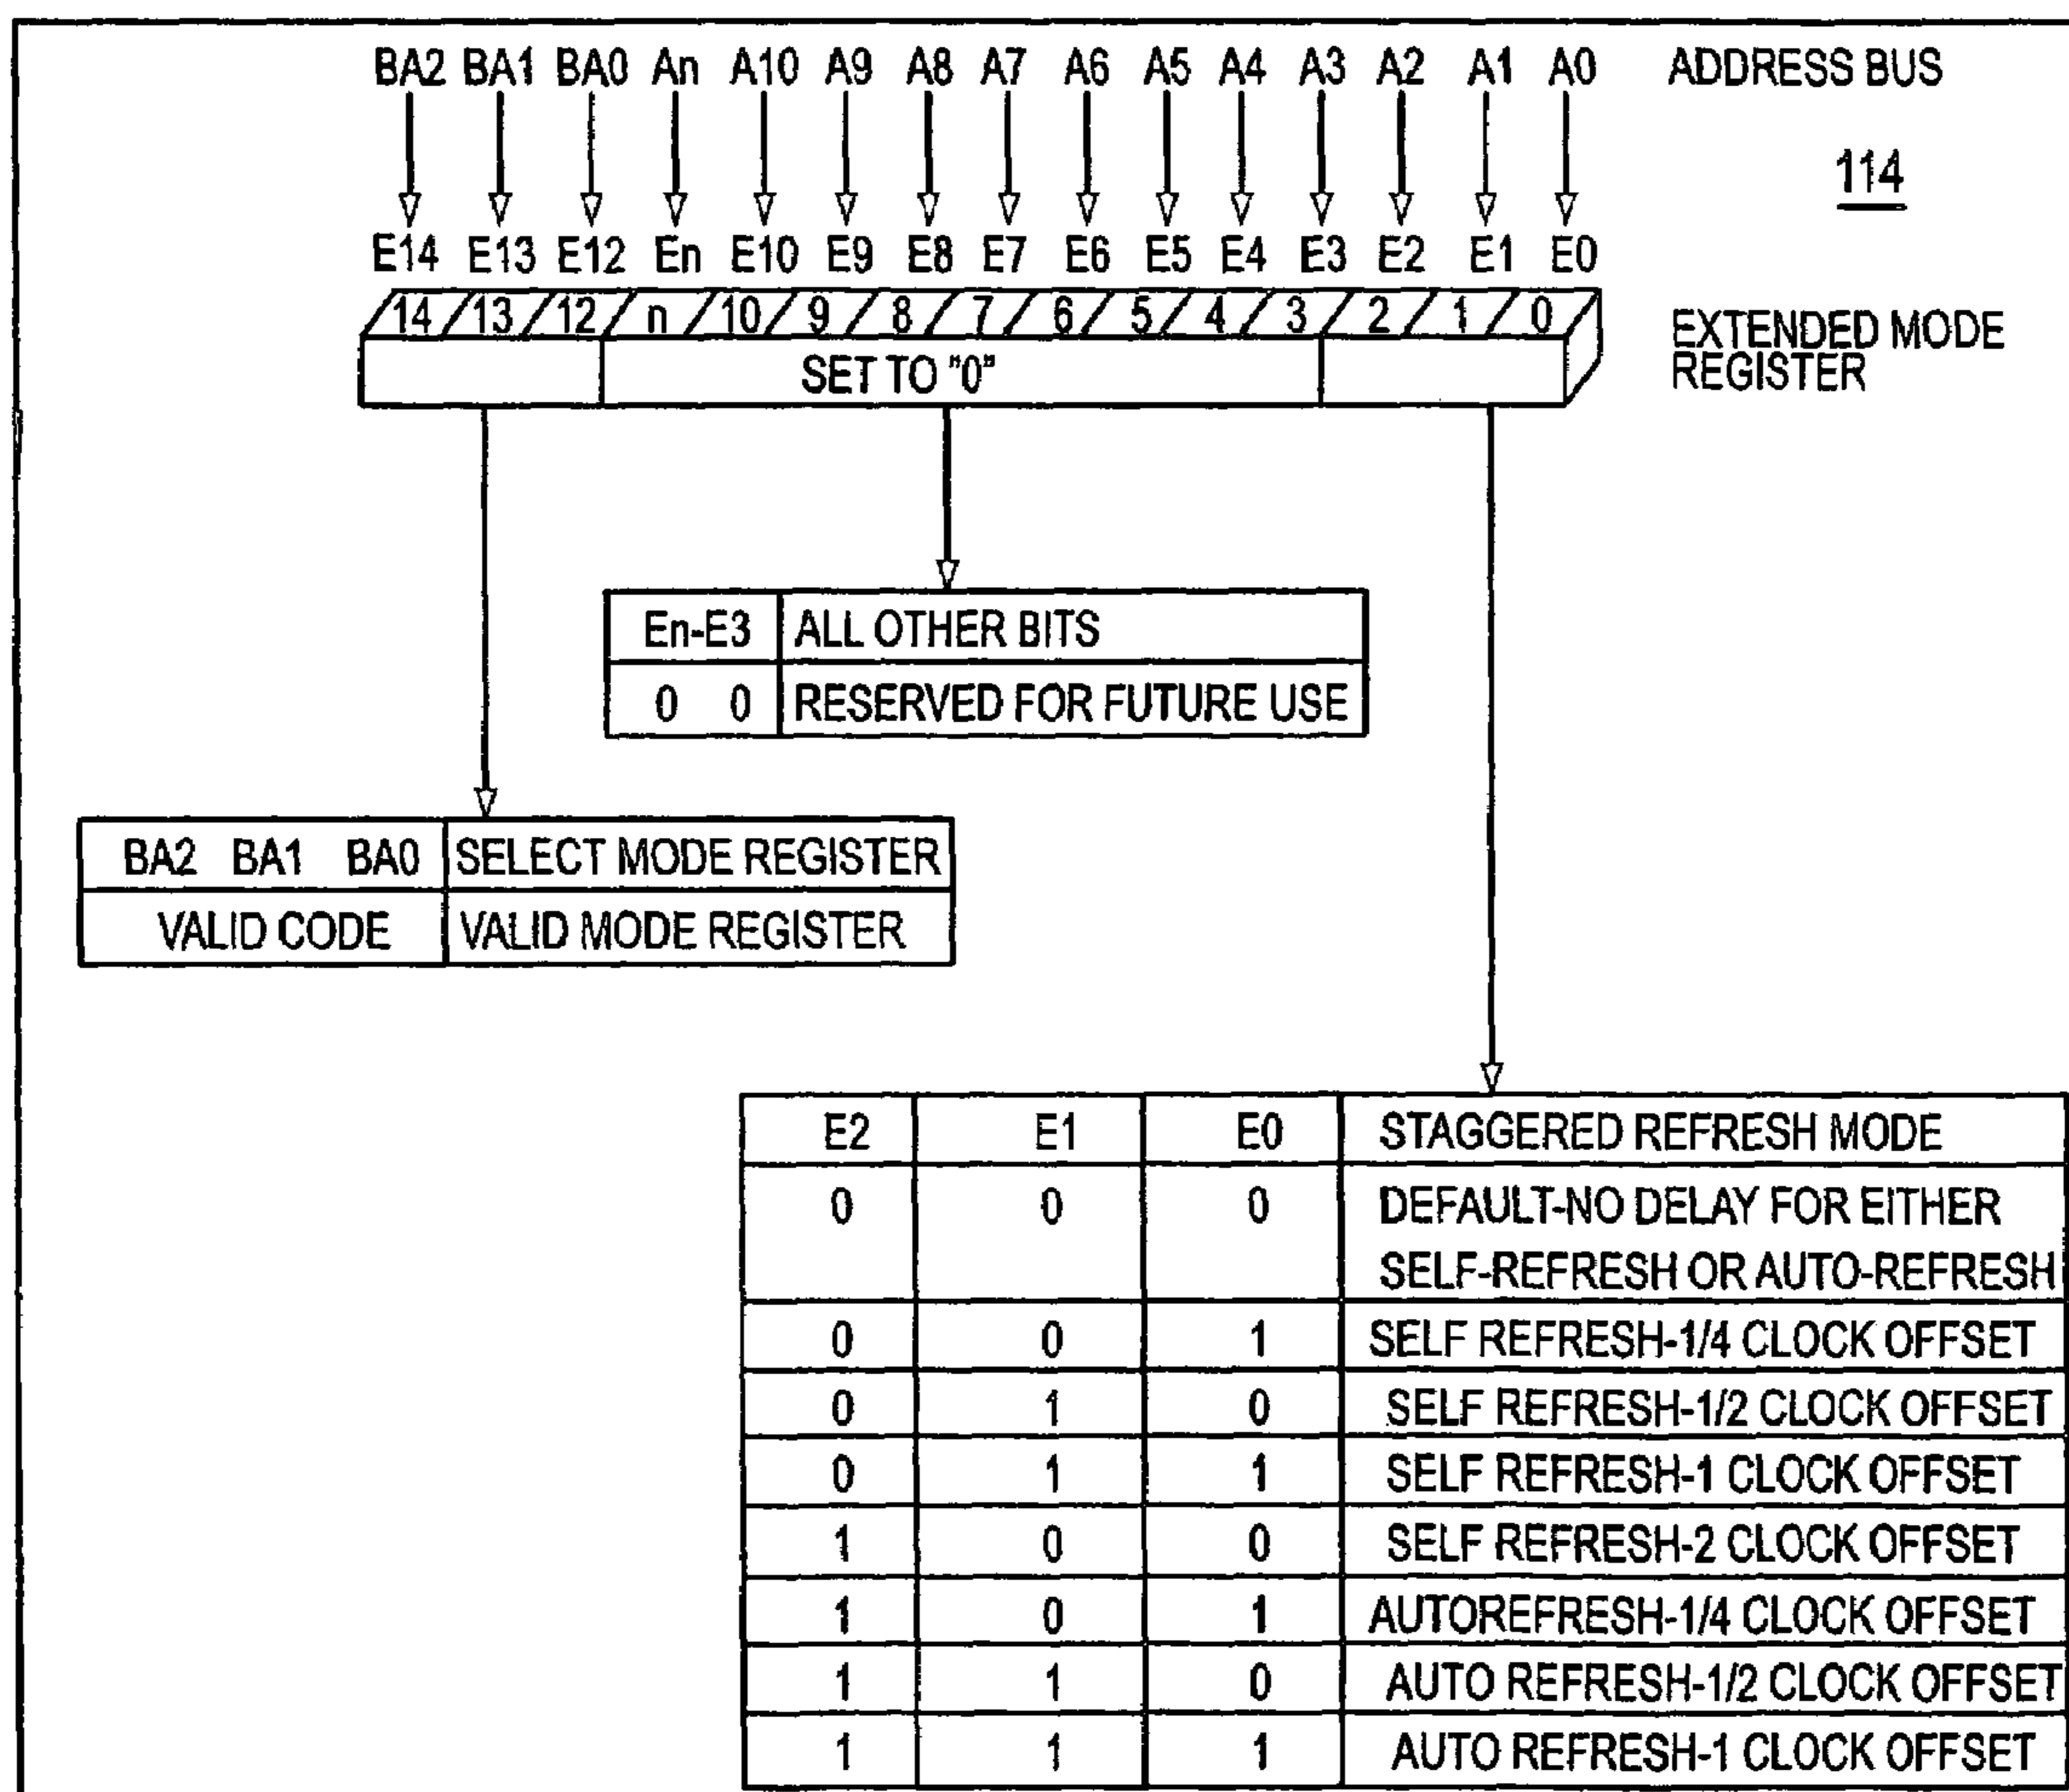 BA2 BA1 BA0 An A10 A9 A8 A7 A6 A5 A4 A3 A2 A1 A0 ADDRESS BUS
114
E14 E13 E12 En E10 E9 E8 E7 E6 E5 E4 E3 E2 E1 E0
14 13 12 n 10 9 8 7 6 5 4 3 2 1 0
EXTENDED MODE
REGISTER
SET TO "0"
En-E3 ALL OTHER BITS
0 0 RESERVED FOR FUTURE USE
BA2 BA1 BA0 SELECT MODE REGISTER
VALID CODE VALID MODE REGISTER
E2 E1 E0 STAGGERED REFRESH MODE
0 0 0 DEFAULT-NO DELAY FOR EITHER
SELF-REFRESH OR AUTO-REFRESH
0 0 1 SELF REFRESH-1/4 CLOCK OFFSET
0 1 0 SELF REFRESH-1/2 CLOCK OFFSET
0 1 1 SELF REFRESH-1 CLOCK OFFSET
1 0 0 SELF REFRESH-2 CLOCK OFFSET
1 0 1 AUTOREFRESH-1/4 CLOCK OFFSET
1 1 0 AUTO REFRESH-1/2 CLOCK OFFSET
1 1 1 AUTO REFRESH-1 CLOCK OFFSET